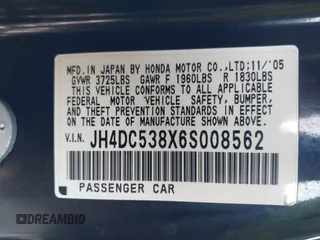 MFD. IN JAPAN BY HONDA MOTOR CO.,LTD;11/'05
GVWR 3725LBS GAWR F 1960LBS R 1830LBS
THIS VEHICLE CONFORMS TO ALL APPLICABLE
FEDERAL MOTOR VEHICLE SAFETY, BUMPER,
AND THEFT PREVENTION STANDARDS IN EFFECT
ON THE DATE OF MANUFACTURE SHOWN ABOVE.
V.I.N. JH4DC538X6S008562
PASSENGER CAR
DREAMBID